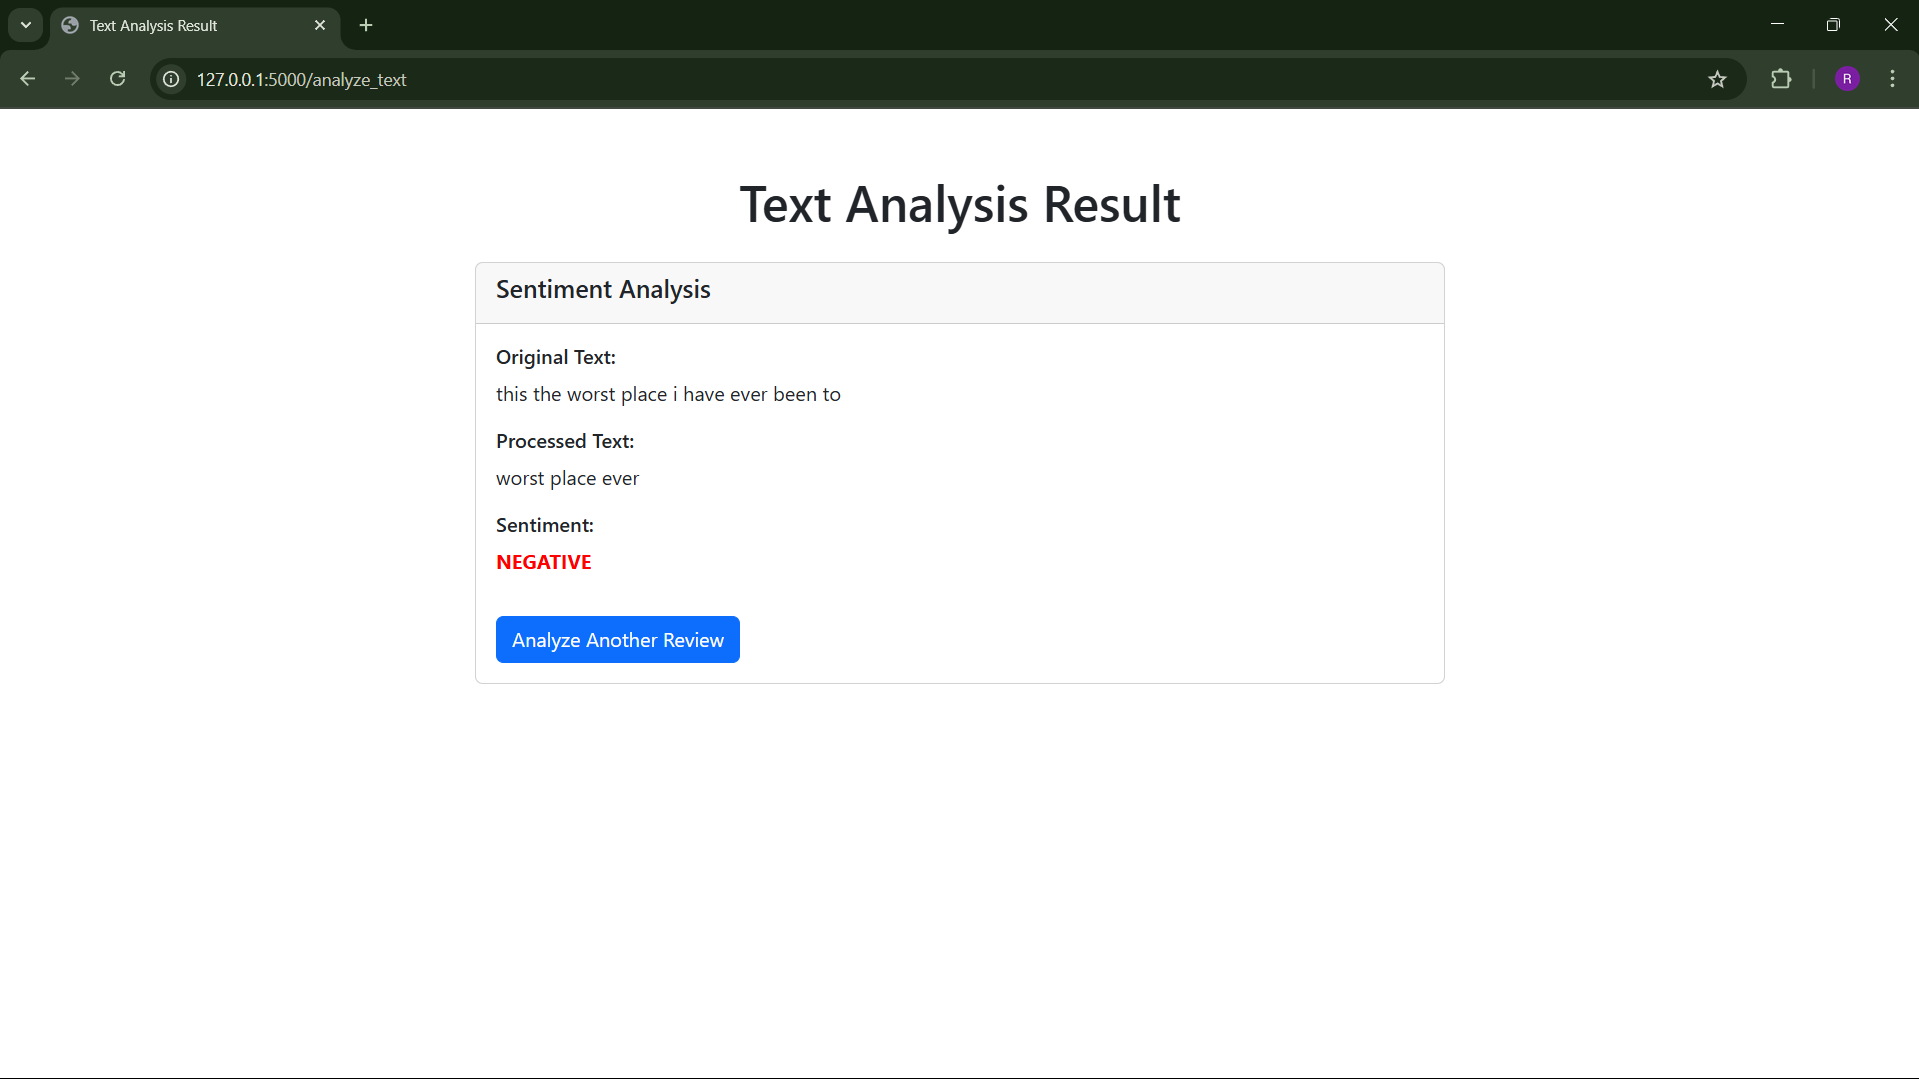 Text Analysis Result
127.0.0.1:5000/analyze_text
R
Text Analysis Result
Sentiment Analysis
Original Text:
this the worst place i have ever been to
Processed Text:
worst place ever
Sentiment:
NEGATIVE
Analyze Another Review